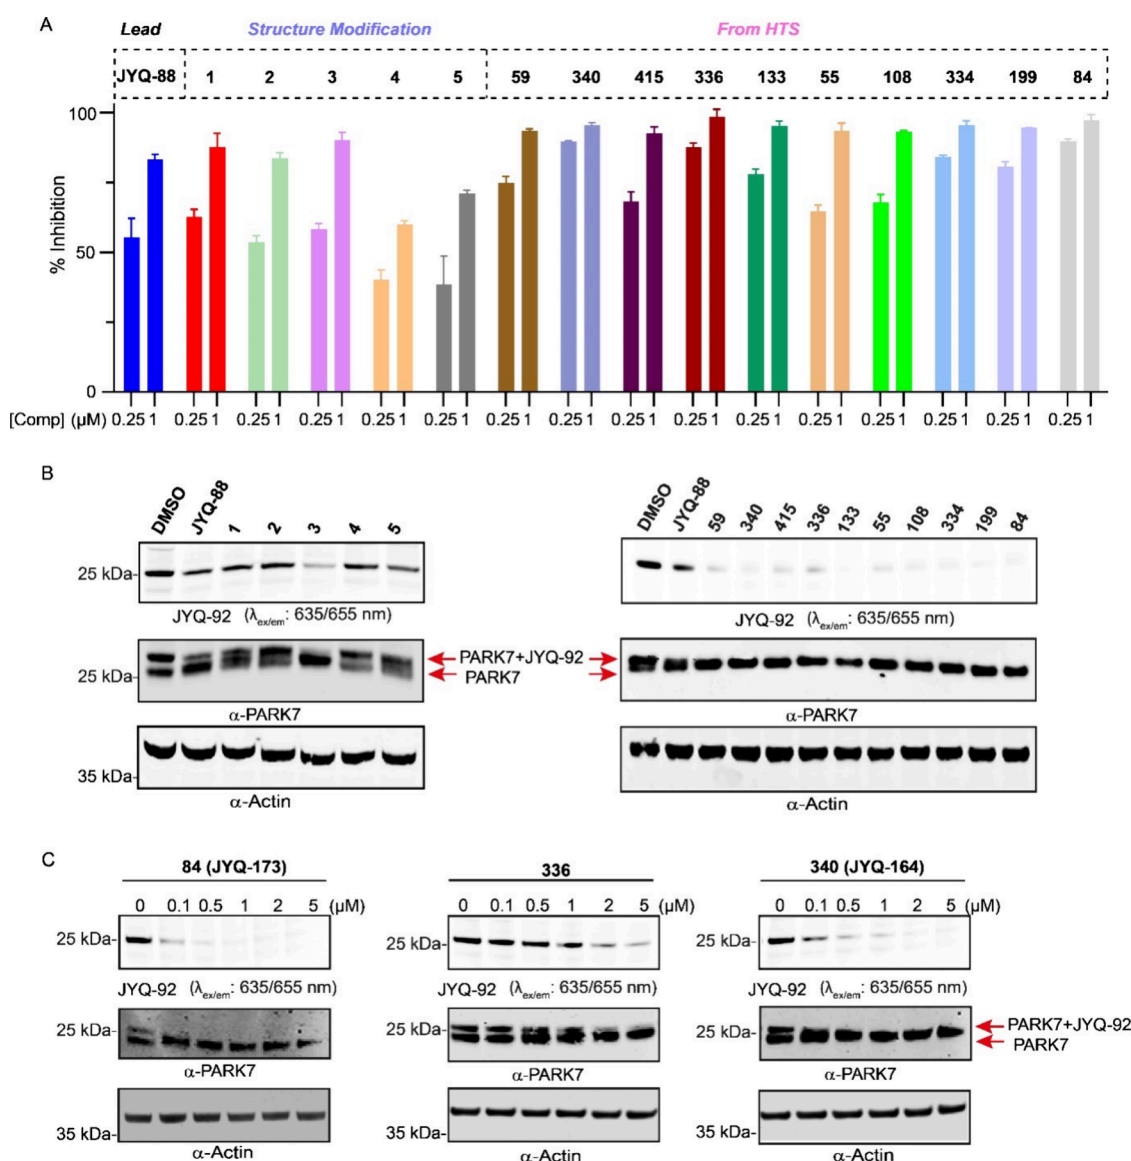 A
Lead Structure Modification From HTS
JYQ-88 1 2 3 4 5 59 340 415 336 133 55 108 334 199 84
100
50
0
% Inhibition
[Comp] (µM) 0.25 1 0.25 1 0.25 1 0.25 1 0.25 1 0.25 1 0.25 1 0.25 1 0.25 1 0.25 1 0.25 1 0.25 1 0.25 1 0.25 1 0.25 1 0.25 1
B
DMSO JYQ-88 1 2 3 4 5
25 kDa-
JYQ-92 (λex/em: 635/655 nm)
25 kDa-
α-PARK7
35 kDa-
α-Actin
PARK7+JYQ-92
PARK7
DMSO JYQ-88 59 340 415 336 133 55 108 334 199 84
JYQ-92 (λex/em: 635/655 nm)
α-PARK7
α-Actin
C
84 (JYQ-173)
0 0.1 0.5 1 2 5 (µM)
25 kDa-
JYQ-92 (λex/em: 635/655 nm)
25 kDa-
α-PARK7
35 kDa-
α-Actin
336
0 0.1 0.5 1 2 5 (µM)
25 kDa-
JYQ-92 (λex/em: 635/655 nm)
25 kDa-
α-PARK7
35 kDa-
α-Actin
340 (JYQ-164)
0 0.1 0.5 1 2 5 (µM)
25 kDa-
JYQ-92 (λex/em: 635/655 nm)
25 kDa-
α-PARK7
35 kDa-
α-Actin
PARK7+JYQ-92
PARK7